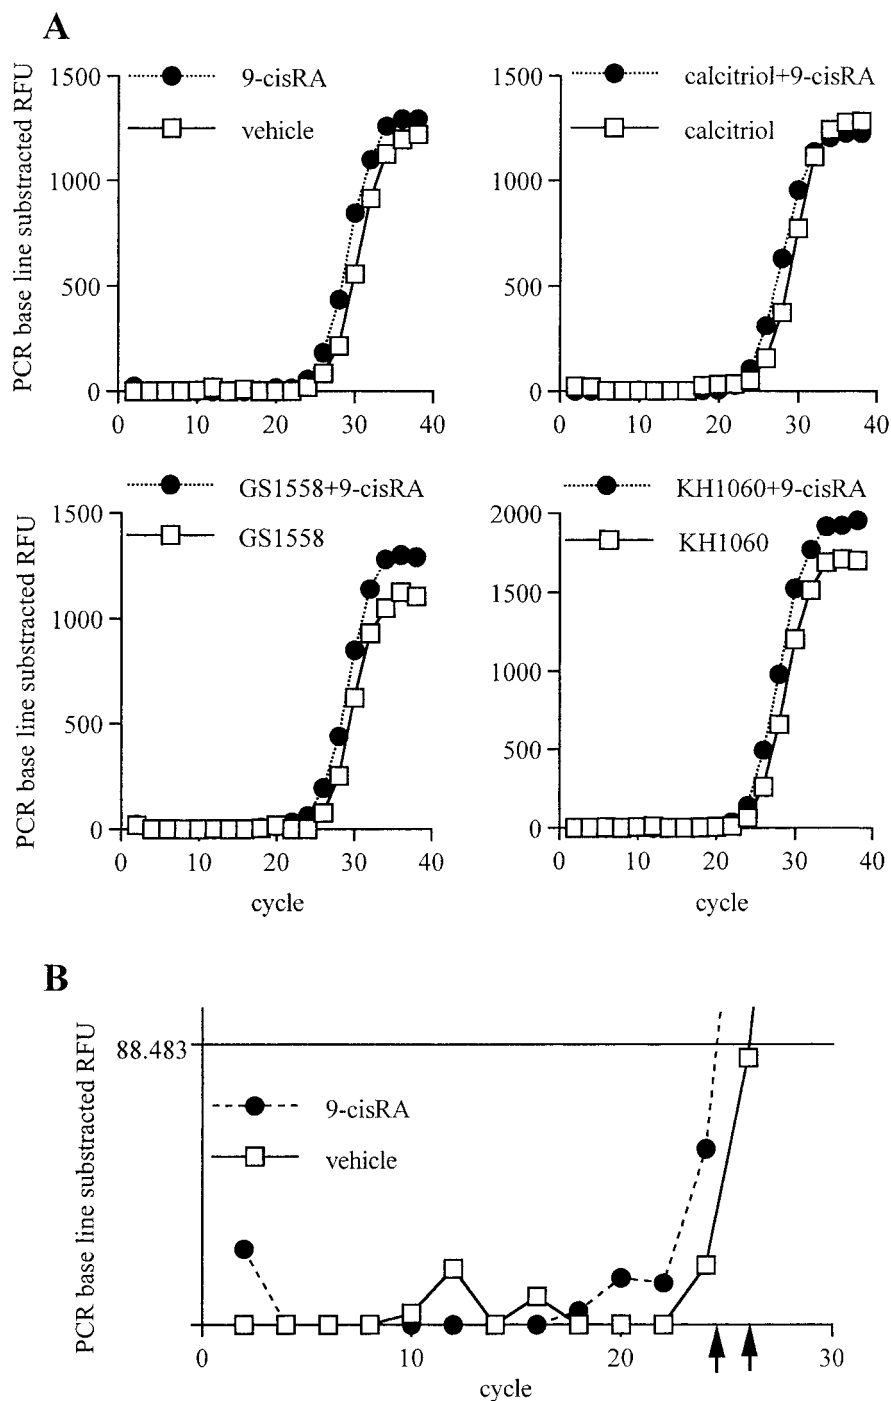 A
PCR base line substracted RFU
1500
1000
500
0
9-cisRA
vehicle
0 10 20 30 40
1500
1000
500
0
calcitriol+9-cisRA
calcitriol
0 10 20 30 40
PCR base line substracted RFU
1500
1000
500
0
GS1558+9-cisRA
GS1558
0 10 20 30 40
cycle
2000
1500
1000
500
0
KH1060+9-cisRA
KH1060
0 10 20 30 40
cycle
B
PCR base line substracted RFU
88.483
9-cisRA
vehicle
0 10 20 30
cycle